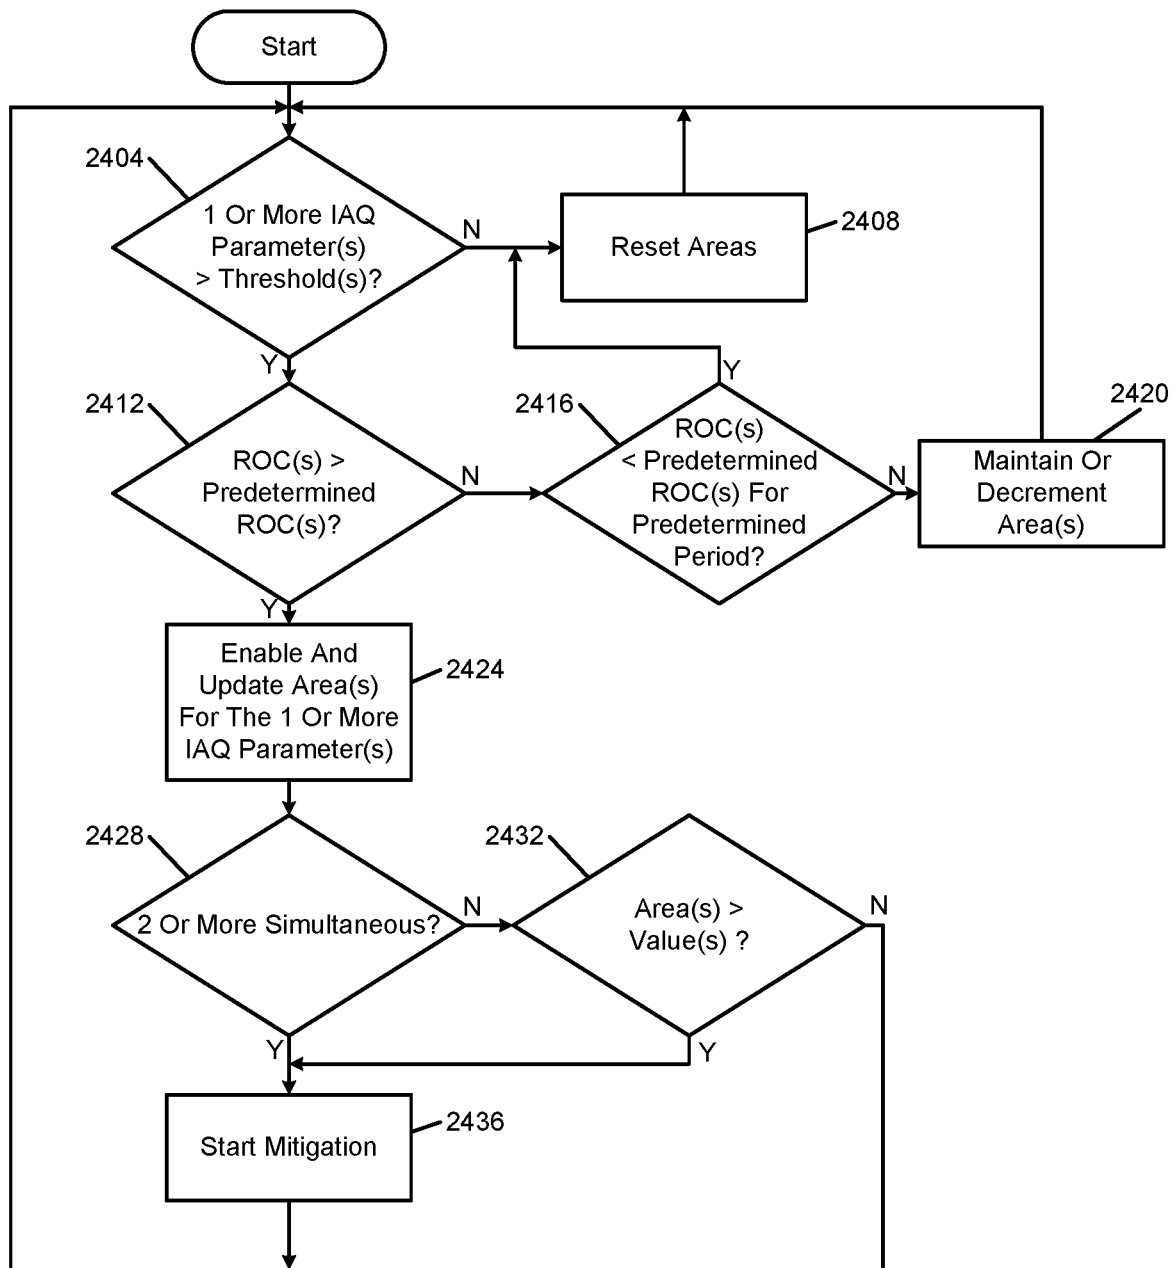 Start
2404
1 Or More IAQ
Parameter(s)
> Threshold(s)?
N
Y
Reset Areas
2408
2412
ROC(s) >
Predetermined
ROC(s)?
N
Y
2416
ROC(s)
< Predetermined
ROC(s) For
Predetermined
Period?
Y
N
2420
Maintain Or
Decrement
Area(s)
Enable And
Update Area(s)
For The 1 Or More
IAQ Parameter(s)
2424
2428
2 Or More Simultaneous?
N
Y
2432
Area(s) >
Value(s) ?
N
Y
Start Mitigation
2436